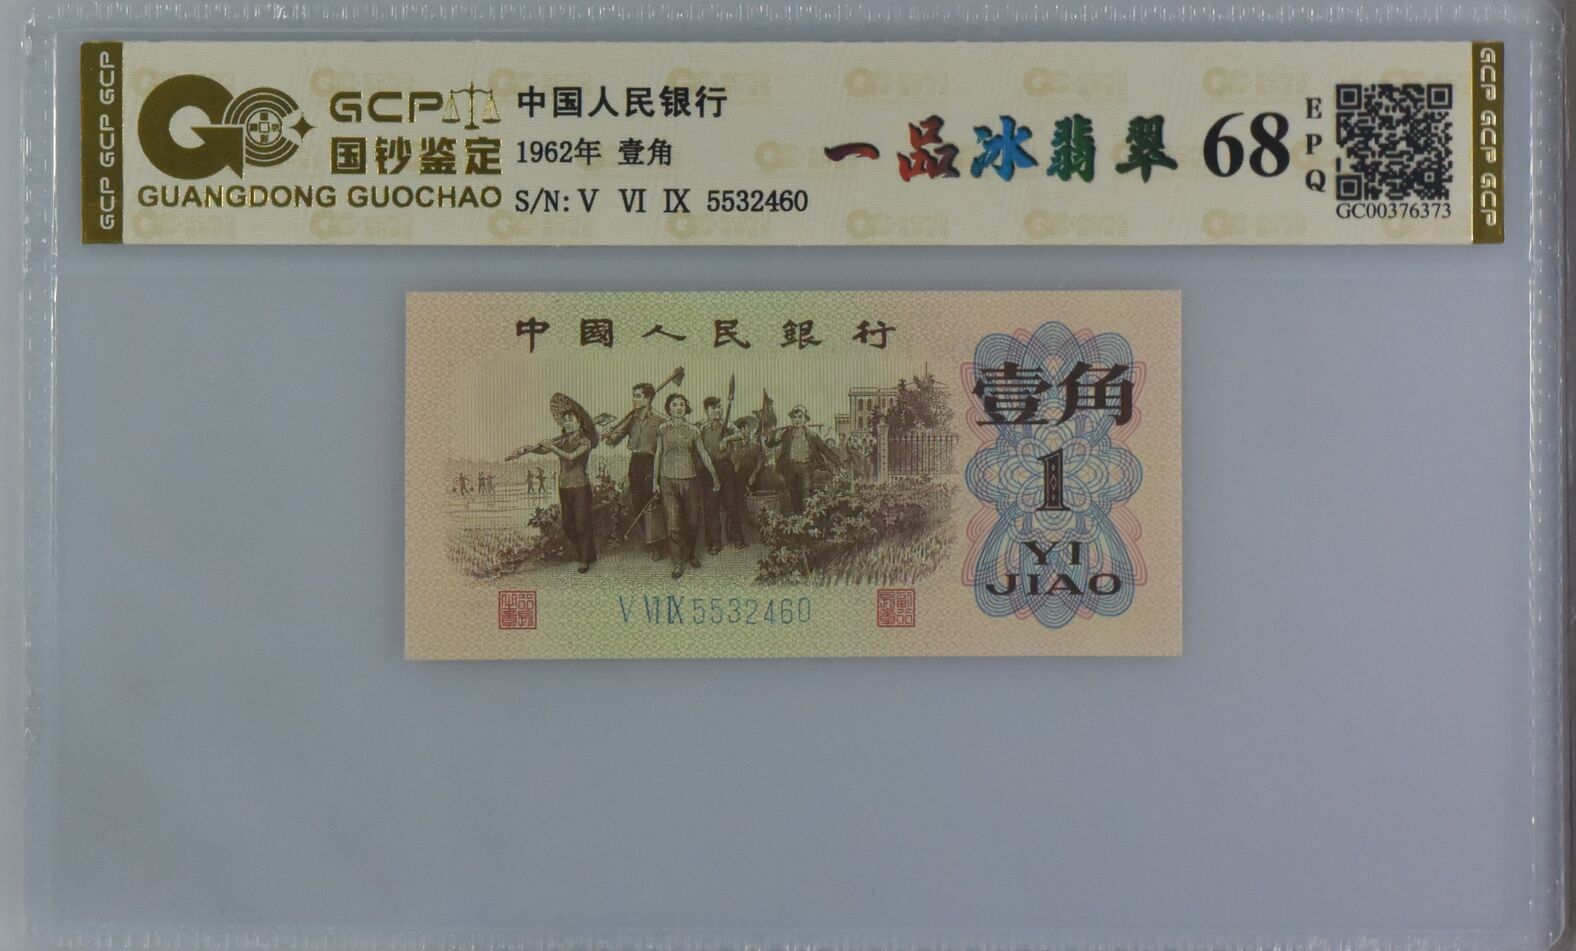 GCP GCP GCP
GCP
国钞鉴定
GUANGDONG GUOCHAO
中国人民银行
1962年 壹角
S/N: V VI IX 5532460
一品冰翡翠
68
EPQ
GC00376373
GCP GCP GCP
中國人民銀行
壹角
1
YI
JIAO
V VI IX 5532460